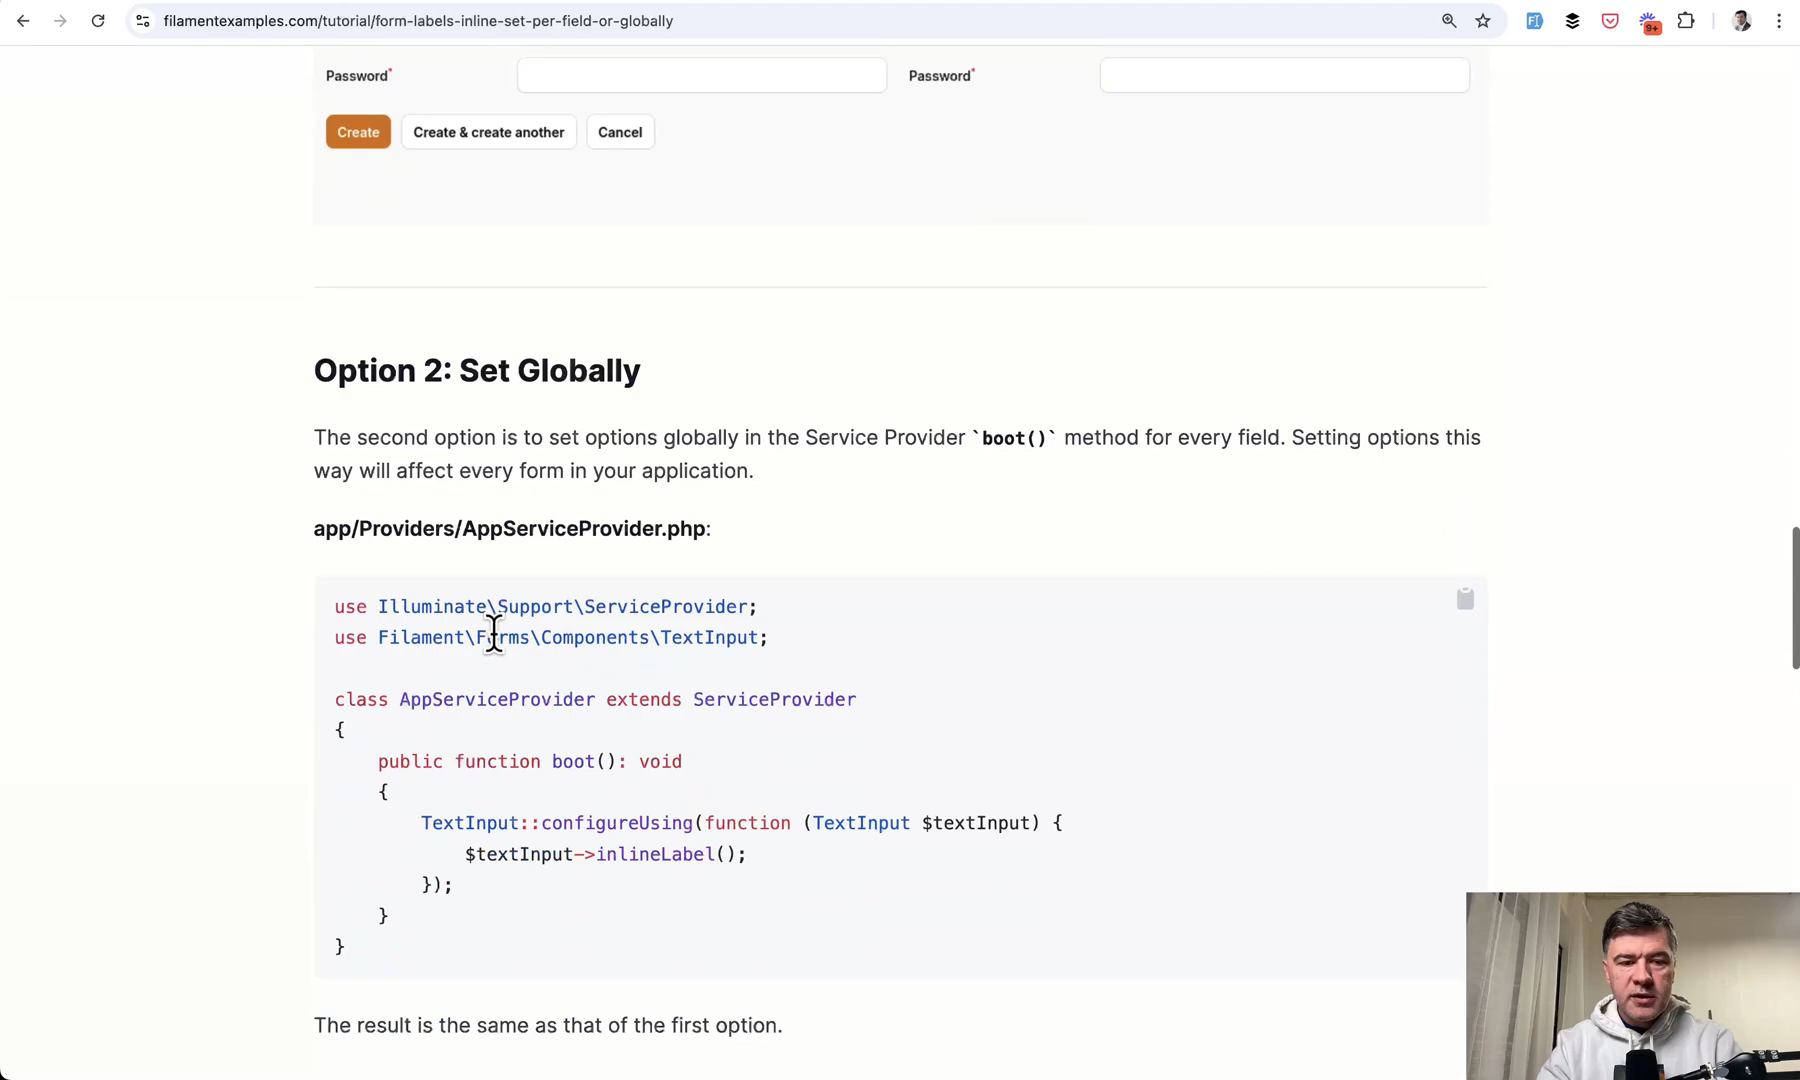 filamentexamples.com/tutorial/form-labels-inline-set-per-field-or-globally
9+
Password* Password*
Create Create & create another Cancel
Option 2: Set Globally
The second option is to set options globally in the Service Provider `boot()` method for every field. Setting options this
way will affect every form in your application.
app/Providers/AppServiceProvider.php:
use Illuminate\Support\ServiceProvider;
use Filament\Forms\Components\TextInput;
class AppServiceProvider extends ServiceProvider
{
    public function boot(): void
    {
        TextInput::configureUsing(function (TextInput $textInput) {
            $textInput->inlineLabel();
        });
    }
}
The result is the same as that of the first option.